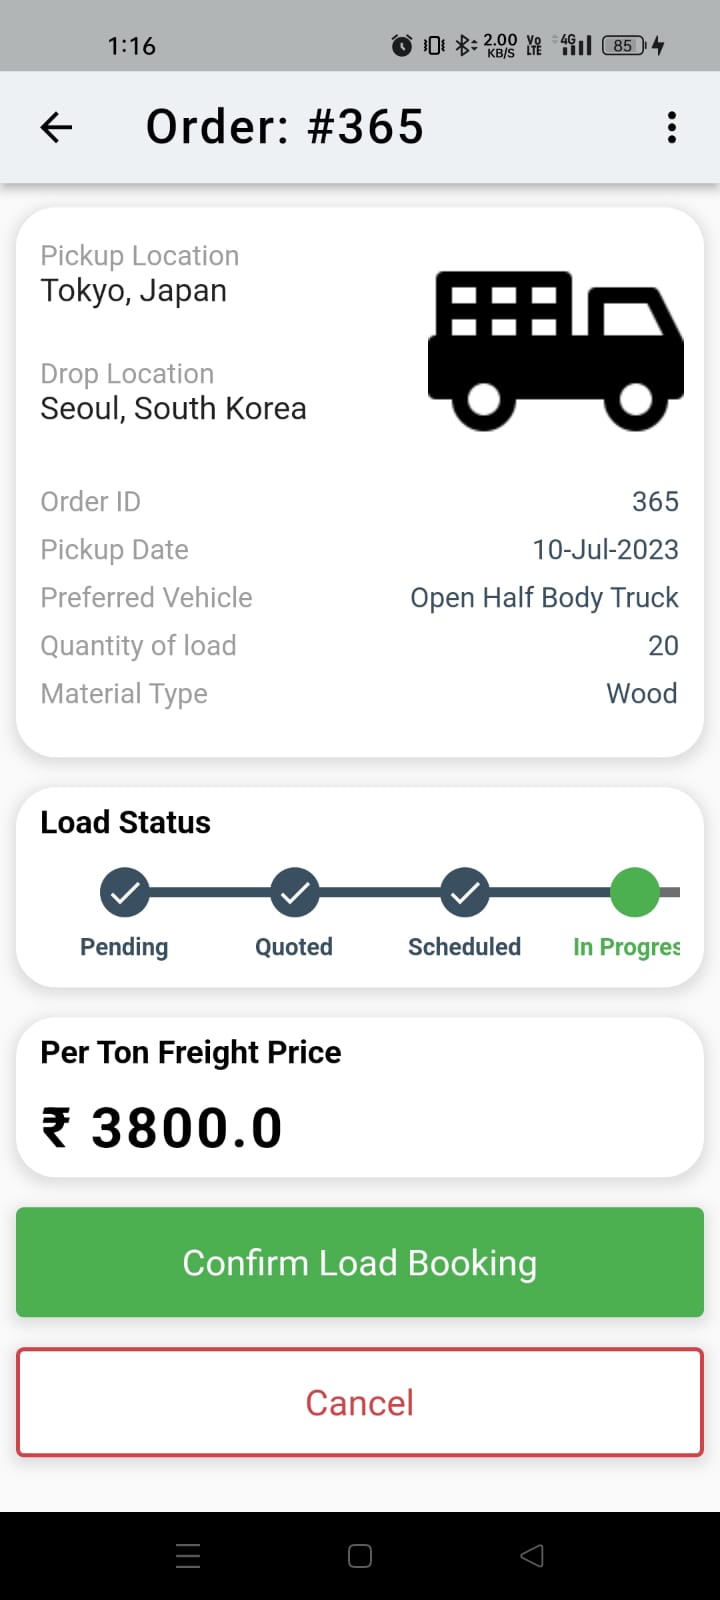 1:16
2.00 KB/S Vo LTE 4G 85
Order: #365
Pickup Location
Tokyo, Japan
Drop Location
Seoul, South Korea
Order ID 365
Pickup Date 10-Jul-2023
Preferred Vehicle Open Half Body Truck
Quantity of load 20
Material Type Wood
Load Status
Pending Quoted Scheduled In Progres
Per Ton Freight Price
₹ 3800.0
Confirm Load Booking
Cancel